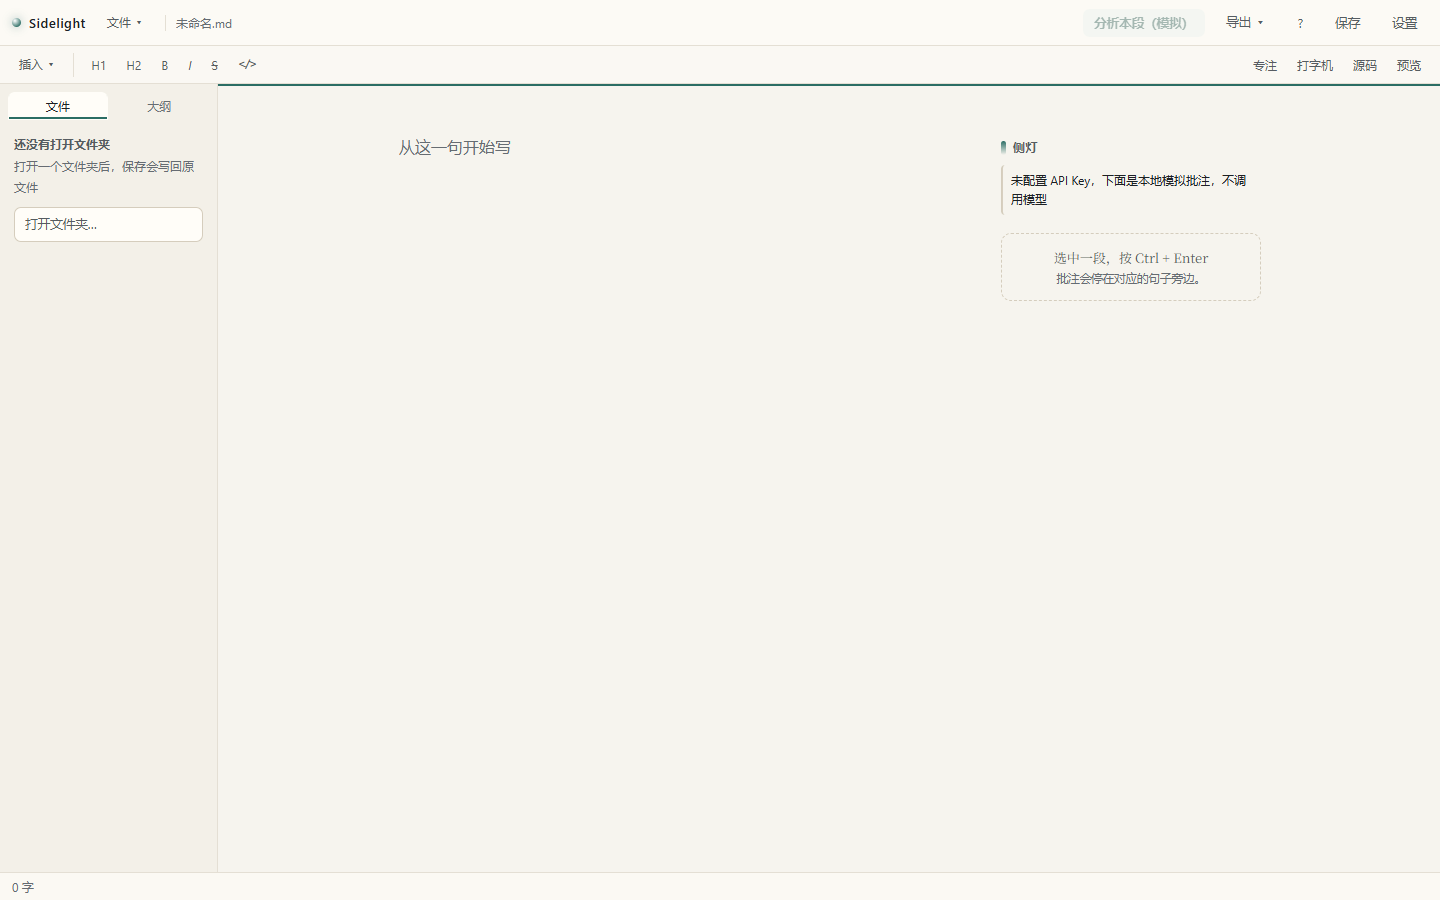 Sidelight 文件 ▾ 未命名.md 分析本段（模拟） 导出 ▾ ? 保存 设置
插入 ▾ H1 H2 B I S </> 专注 打字机 源码 预览
文件 大纲
还没有打开文件夹
打开一个文件夹后，保存会写回原
文件
打开文件夹...
从这一句开始写
侧灯
未配置 API Key，下面是本地模拟批注，不调
用模型
选中一段，按 Ctrl + Enter
批注会停在对应的句子旁边。
0 字